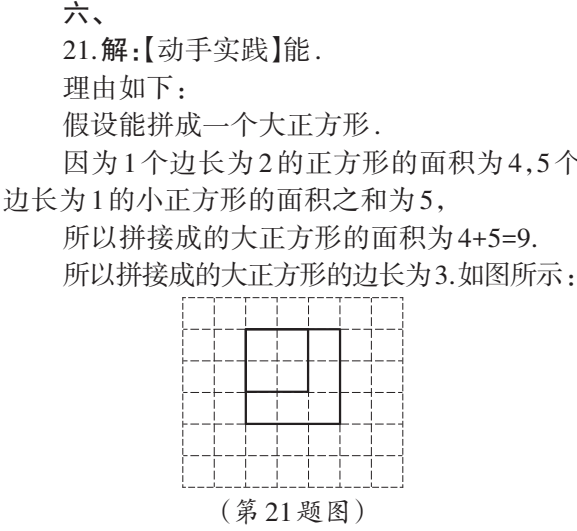 六、
21.解:【动手实践】能.
理由如下:
假设能拼成一个大正方形.
因为1个边长为2的正方形的面积为4,5个
边长为1的小正方形的面积之和为5,
所以拼接成的大正方形的面积为4+5=9.
所以拼接成的大正方形的边长为3.如图所示:
(第21题图)